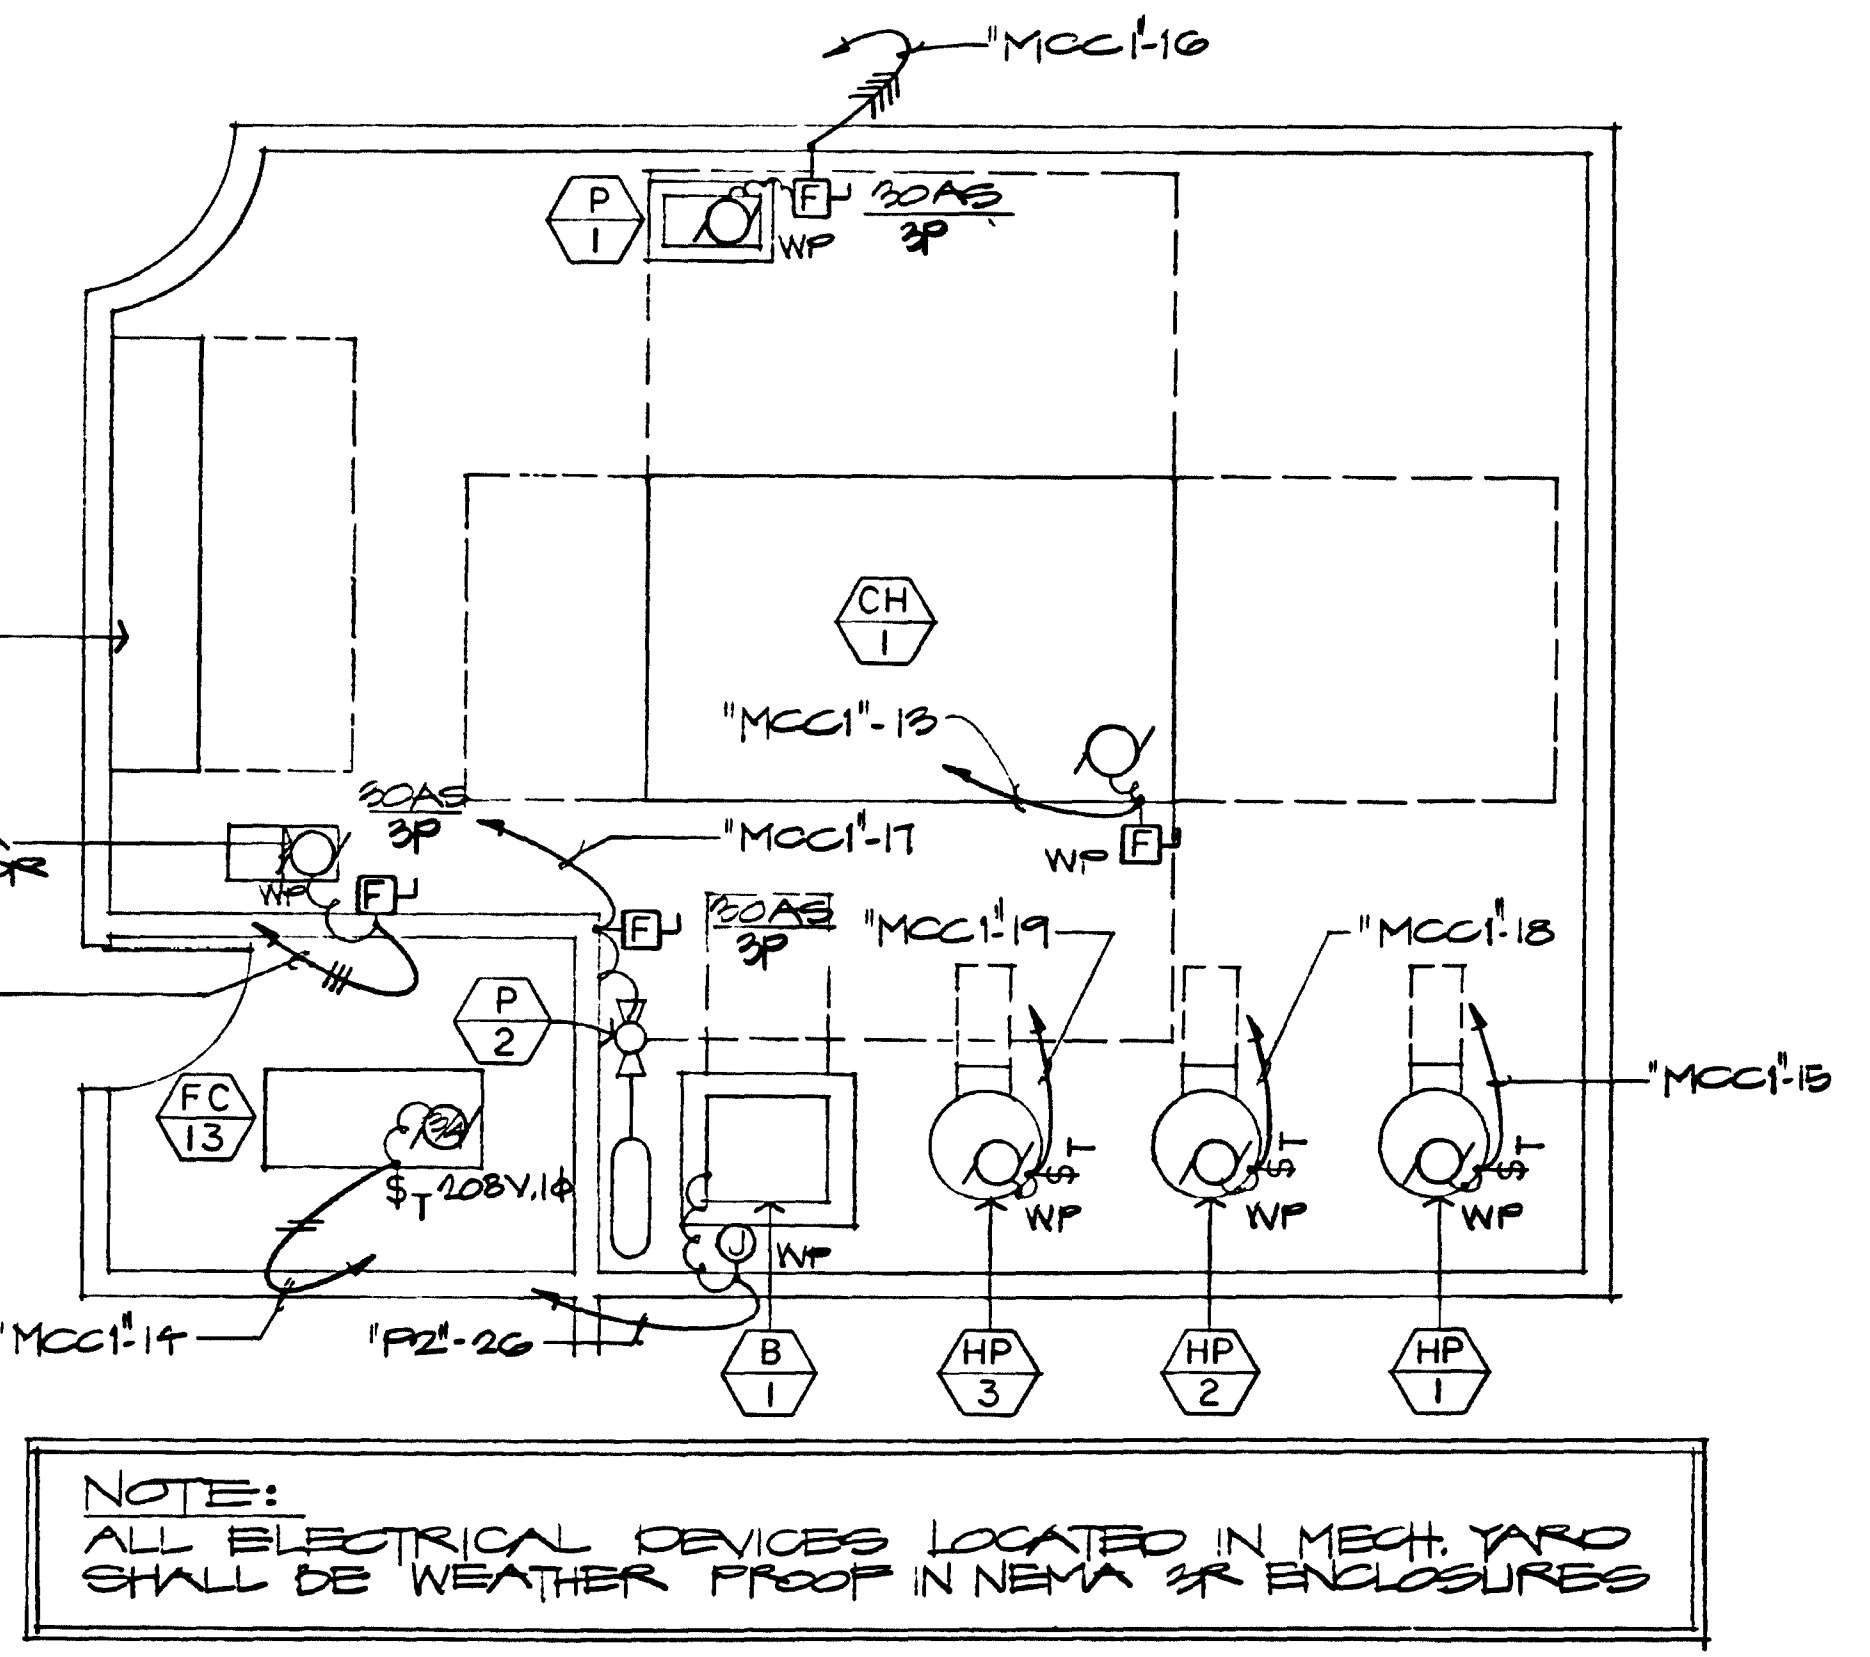 "MCC1"-16
P
1
F
30AS
3P
WP
CH
1
"MCC1"-13
F
WP
30AS
3P
"MCC1"-17
WP
F
F
30AS
3P
"MCC1"-19
"MCC1"-18
P
2
"MCC1"-15
FC
13
3/4
$T 208V, 1ϕ
$T
WP
$T
WP
$T
WP
J
WP
"MCC1"-14
"P2"-26
B
1
HP
3
HP
2
HP
1
NOTE:
ALL ELECTRICAL DEVICES LOCATED IN MECH. YARD
SHALL BE WEATHER PROOF IN NEMA 3R ENCLOSURES